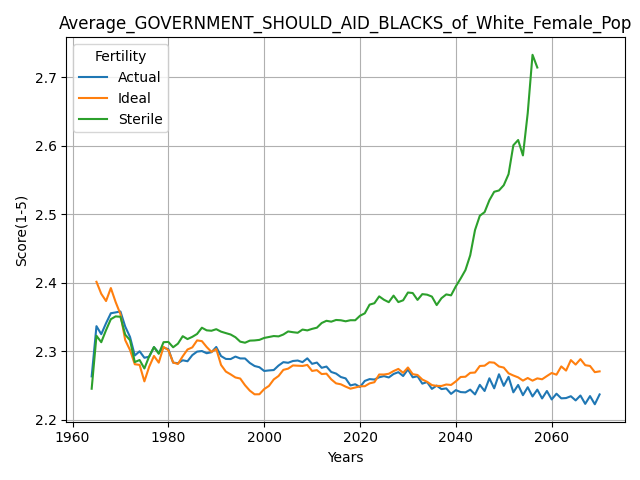 Average_GOVERNMENT_SHOULD_AID_BLACKS_of_White_Female_Pop
Fertility
Actual
Ideal
Sterile
Score(1-5)
2.7
2.6
2.5
2.4
2.3
2.2
1960 1980 2000 2020 2040 2060
Years